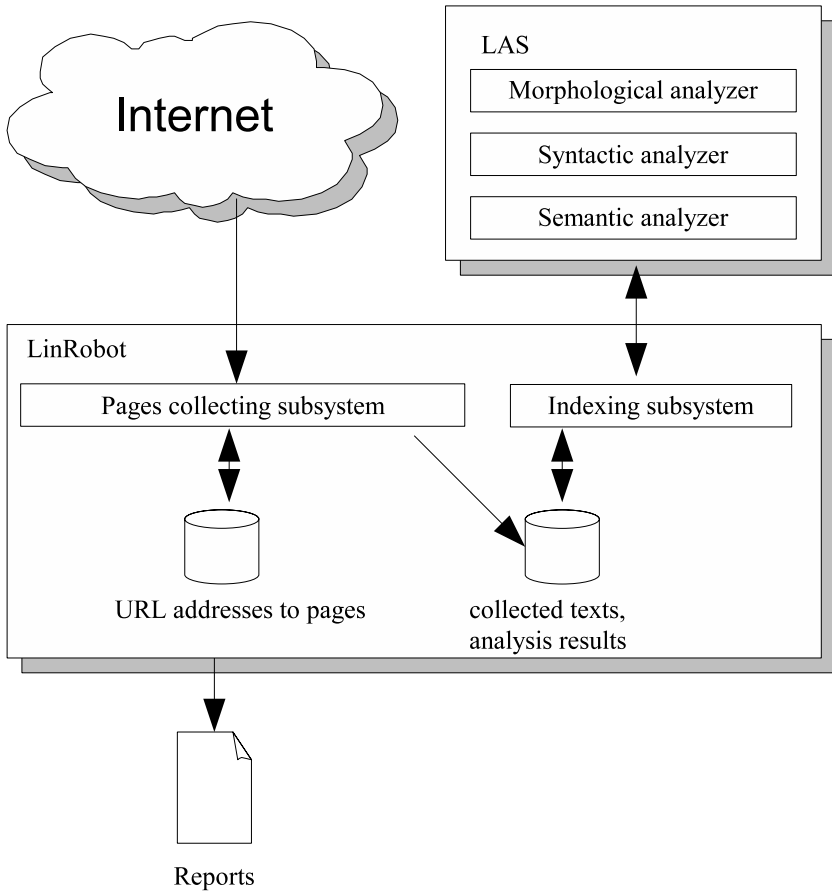 Internet
LAS
Morphological analyzer
Syntactic analyzer
Semantic analyzer
LinRobot
Pages collecting subsystem
Indexing subsystem
URL addresses to pages
collected texts,
analysis results
Reports